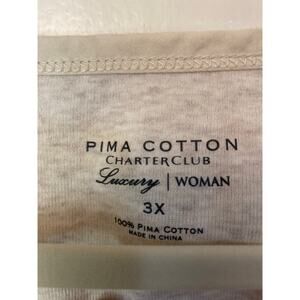 PIMA COTTON
CHARTER CLUB
Luxury | WOMAN
3X
100% PIMA COTTON
MADE IN CHINA